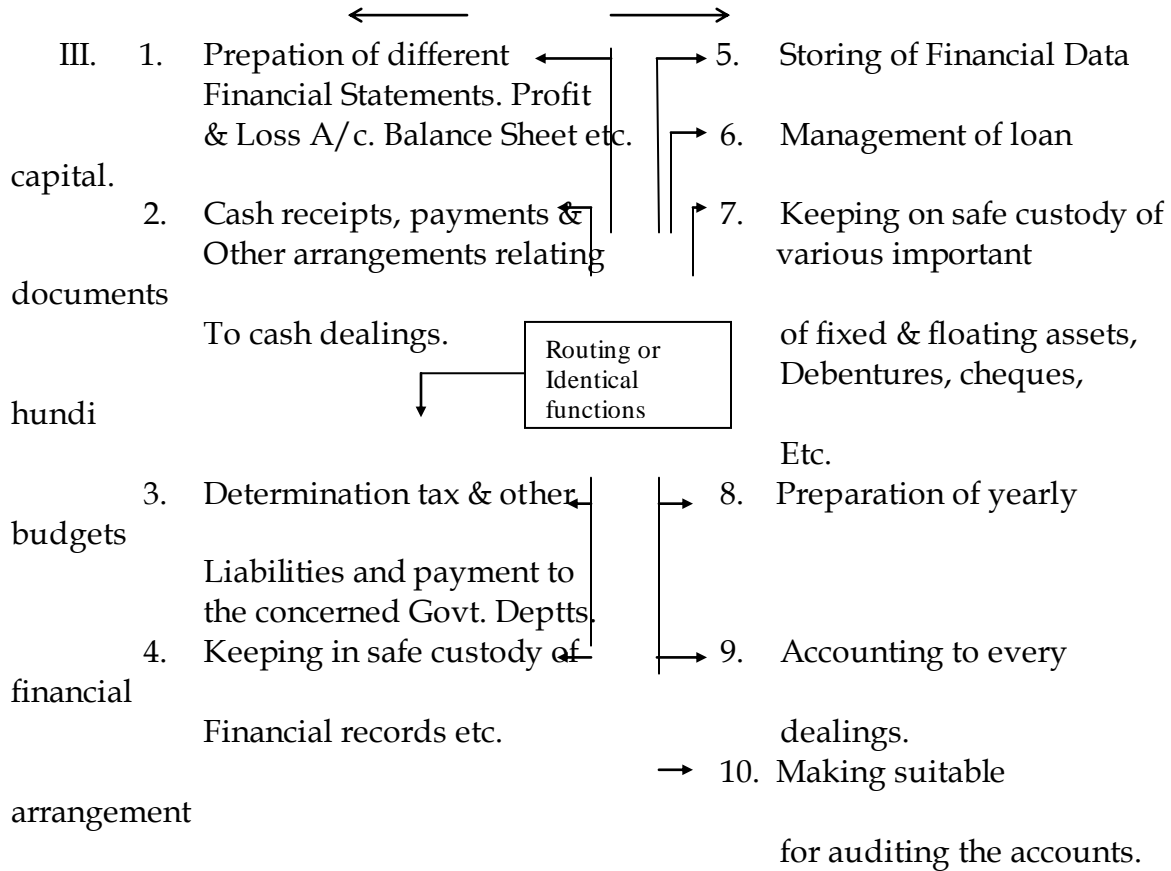 III. 1. Prepation of different 5. Storing of Financial Data
Financial Statements. Profit
& Loss A/c. Balance Sheet etc. 6. Management of loan
capital.
2. Cash receipts, payments & 7. Keeping on safe custody of
Other arrangements relating various important
documents
To cash dealings. of fixed & floating assets,
Routing or
Identical
functions
Debentures, cheques,
hundi
Etc.
3. Determination tax & other 8. Preparation of yearly
budgets
Liabilities and payment to
the concerned Govt. Deptts.
4. Keeping in safe custody of 9. Accounting to every
financial
Financial records etc. dealings.
10. Making suitable
arrangement
for auditing the accounts.